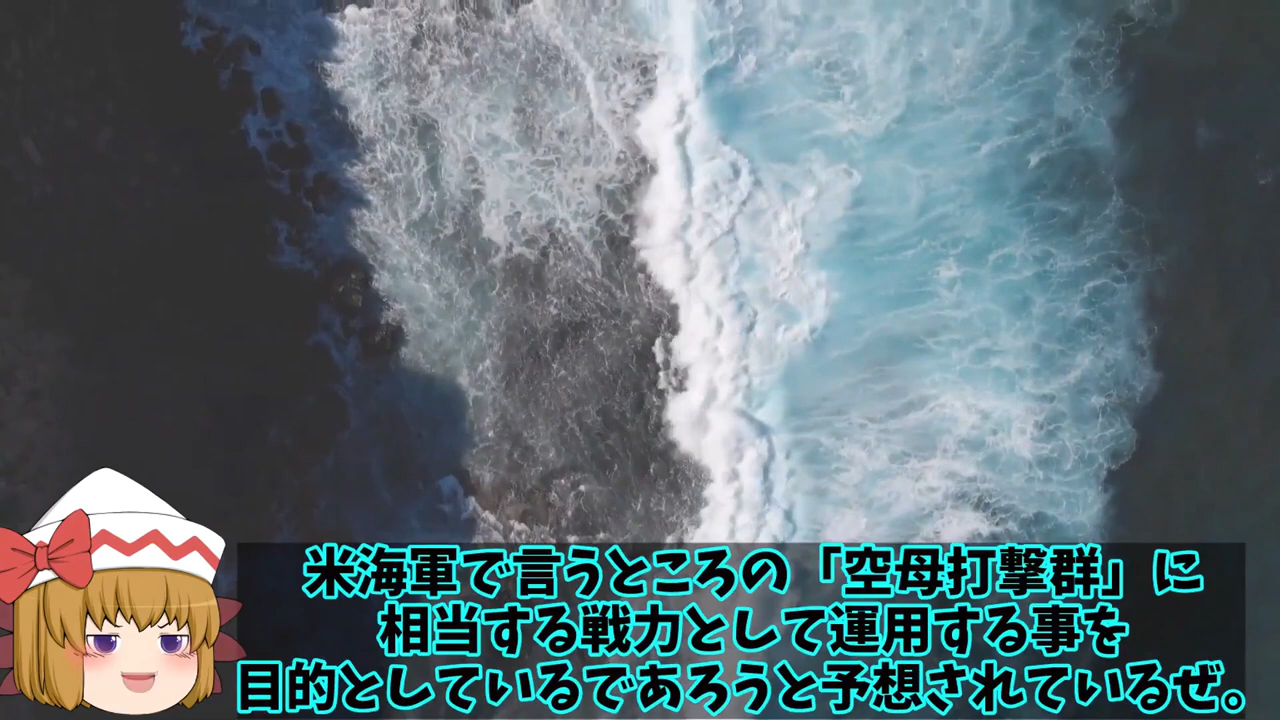 米海軍で言うところの「空母打撃群」に
相当する戦力として運用する事を
目的としているであろうと予想されているぜ。